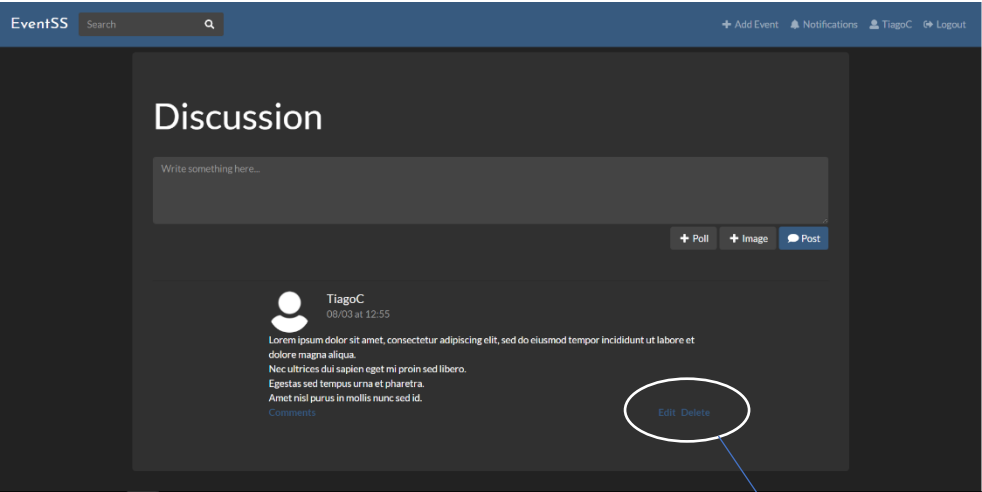 EventSS Search Add Event Notifications TiagoC Logout
Discussion
Write something here...
Poll Image Post
TiagoC
08/03 at 12:55
Lorem ipsum dolor sit amet, consectetur adipiscing elit, sed do eiusmod tempor incididunt ut labore et
dolore magna aliqua.
Nec ultrices dui sapien eget mi proin sed libero.
Egestas sed tempus urna et pharetra.
Amet nisl purus in mollis nunc sed id.
Comments Edit Delete